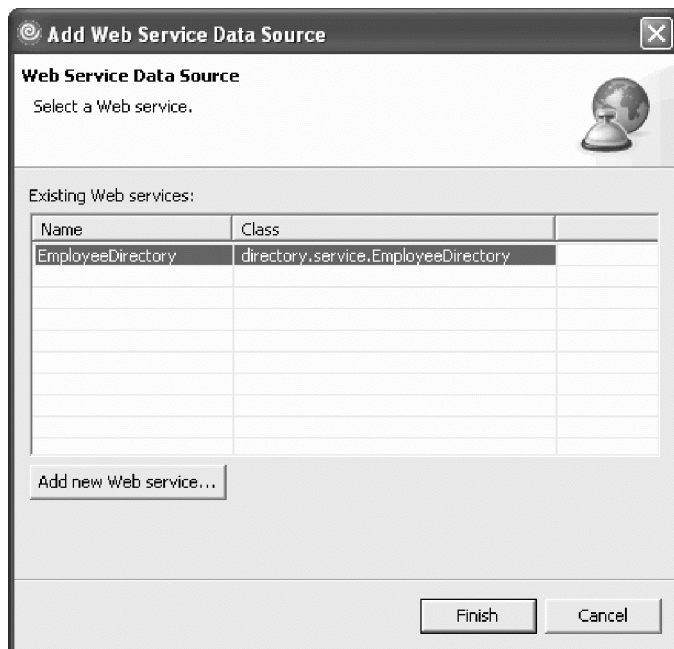 Add Web Service Data Source
Web Service Data Source
Select a Web service.
Existing Web services:
Name Class
EmployeeDirectory directory.service.EmployeeDirectory
Add new Web service...
Finish Cancel